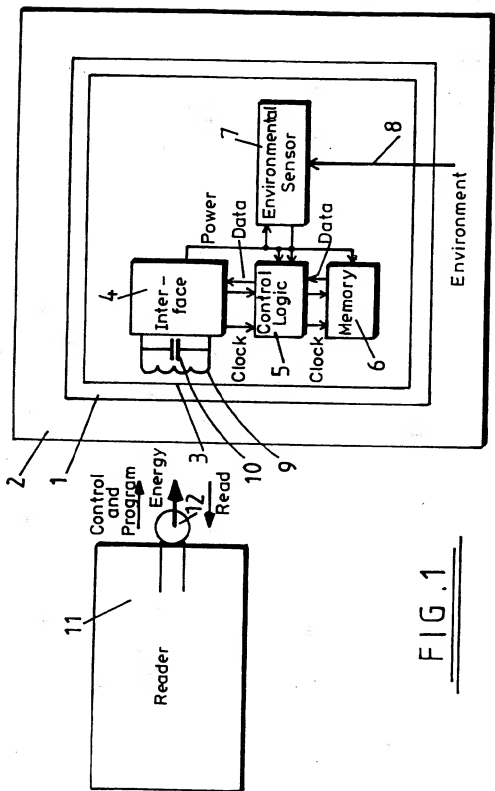 2
1
3
10
9
4
Inter-
face
Power
Data
Clock
Control
Logic
5
Data
Clock
Memory
6
7
Environmental
Sensor
8
Environment
11
Reader
Control
and
Program
Energy
12
Read
FIG.1